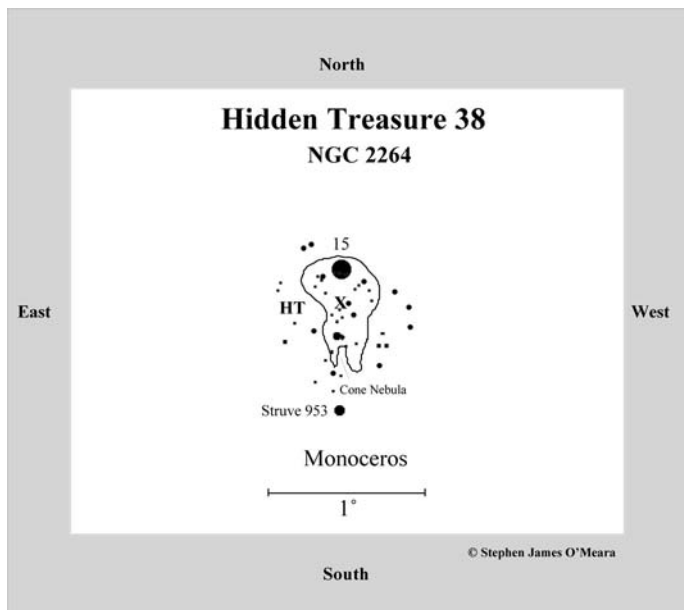 North
Hidden Treasure 38
NGC 2264
15
East
HT
X
West
Cone Nebula
Struve 953
Monoceros
1°
© Stephen James O'Meara
South